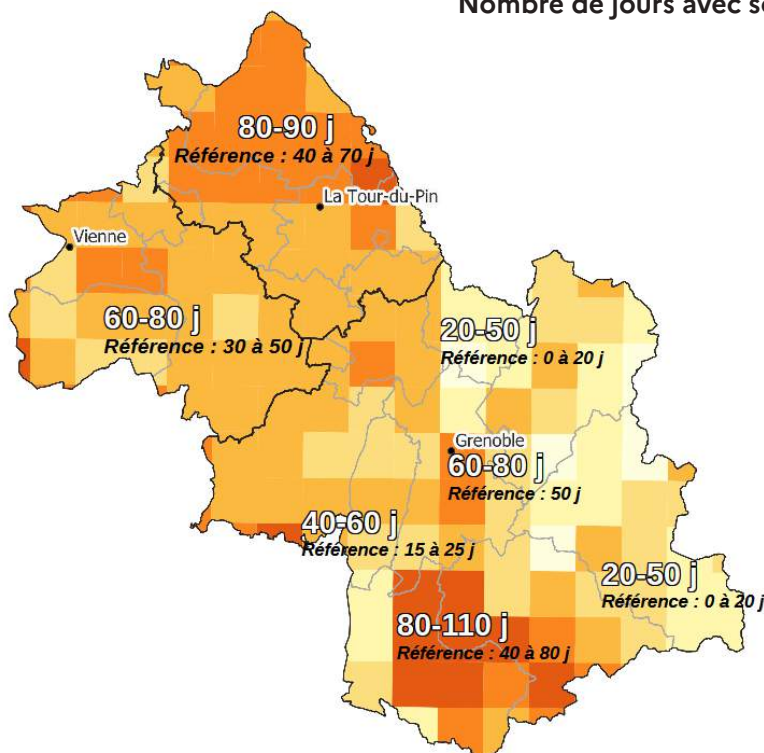 Nombre de jours avec
80-90 j
Référence : 40 à 70 j
La Tour-du-Pin
Vienne
60-80 j
Référence : 30 à 50 j
20-50 j
Référence : 0 à 20 j
Grenoble
60-80 j
Référence : 50 j
40-60 j
Référence : 15 à 25 j
20-50 j
Référence : 0 à 20 j
80-110 j
Référence : 40 à 80 j